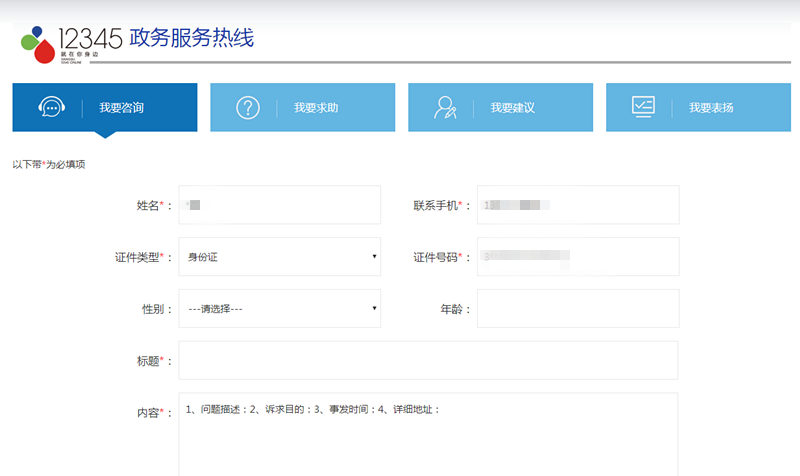 12345 政务服务热线
就在你身边
我要咨询 我要求助 我要建议 我要表扬
以下带*为必填项
姓名*： 联系手机*： 1
证件类型*： 身份证 证件号码*： 3
性别： ---请选择--- 年龄：
标题*：
内容*： 1、问题描述：2、诉求目的：3、事发时间：4、详细地址：